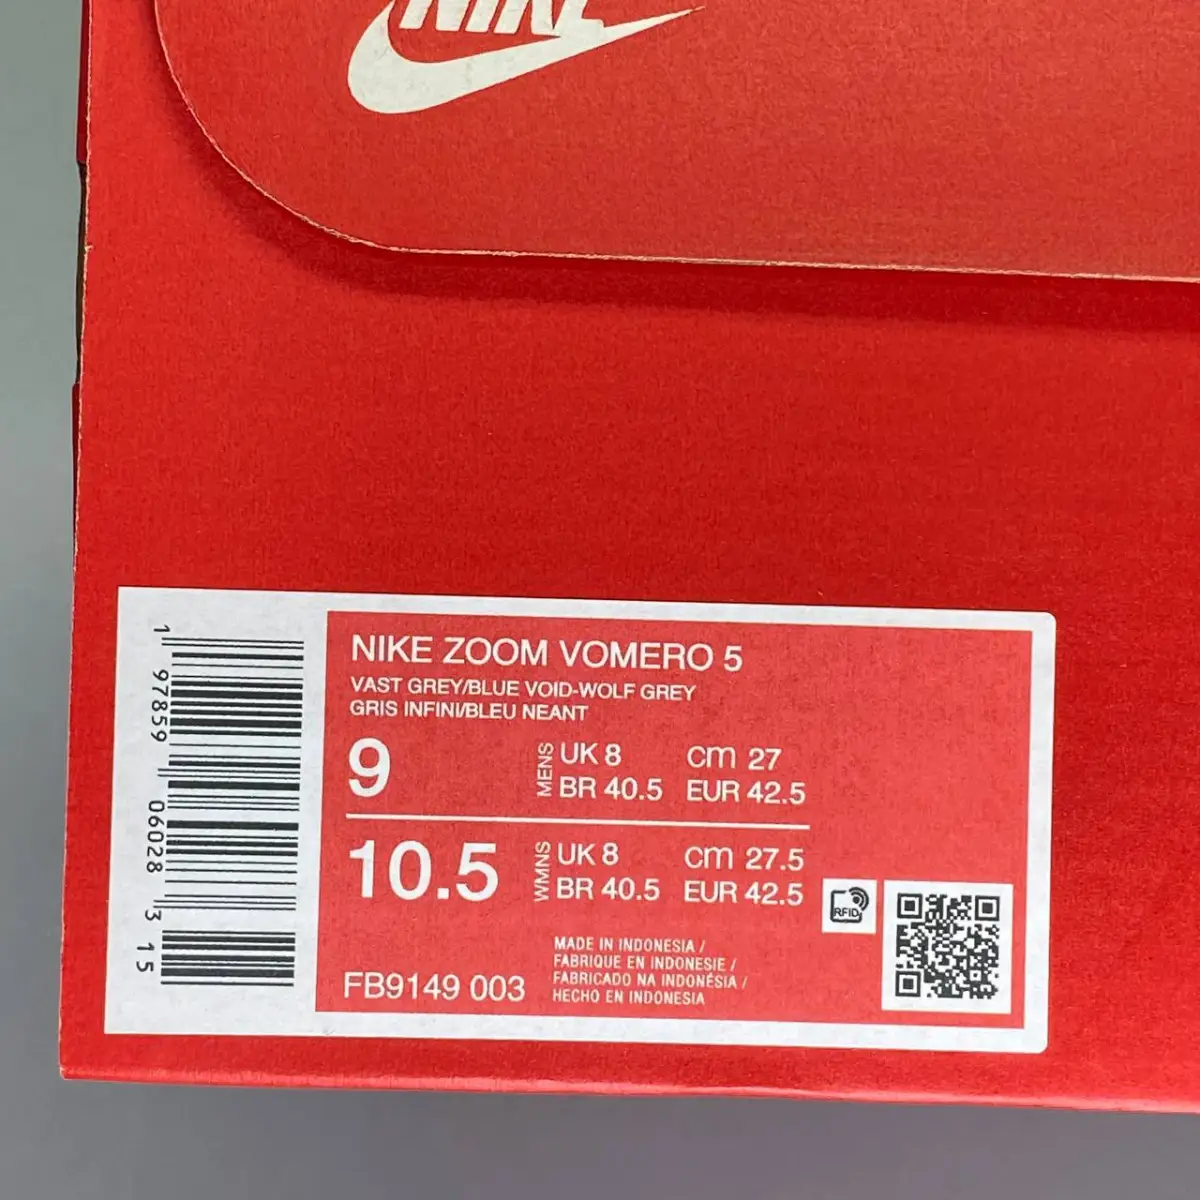 NIKE
NIKE ZOOM VOMERO 5
VAST GREY/BLUE VOID-WOLF GREY
GRIS INFINI/BLEU NEANT
9
MENS
UK 8 cm 27
BR 40.5 EUR 42.5
10.5
WMNS
UK 8 cm 27.5
BR 40.5 EUR 42.5
RFID
FB9149 003
MADE IN INDONESIA /
FABRIQUE EN INDONESIE /
FABRICADO NA INDONÉSIA /
HECHO EN INDONESIA
1 97859 06028 3 15